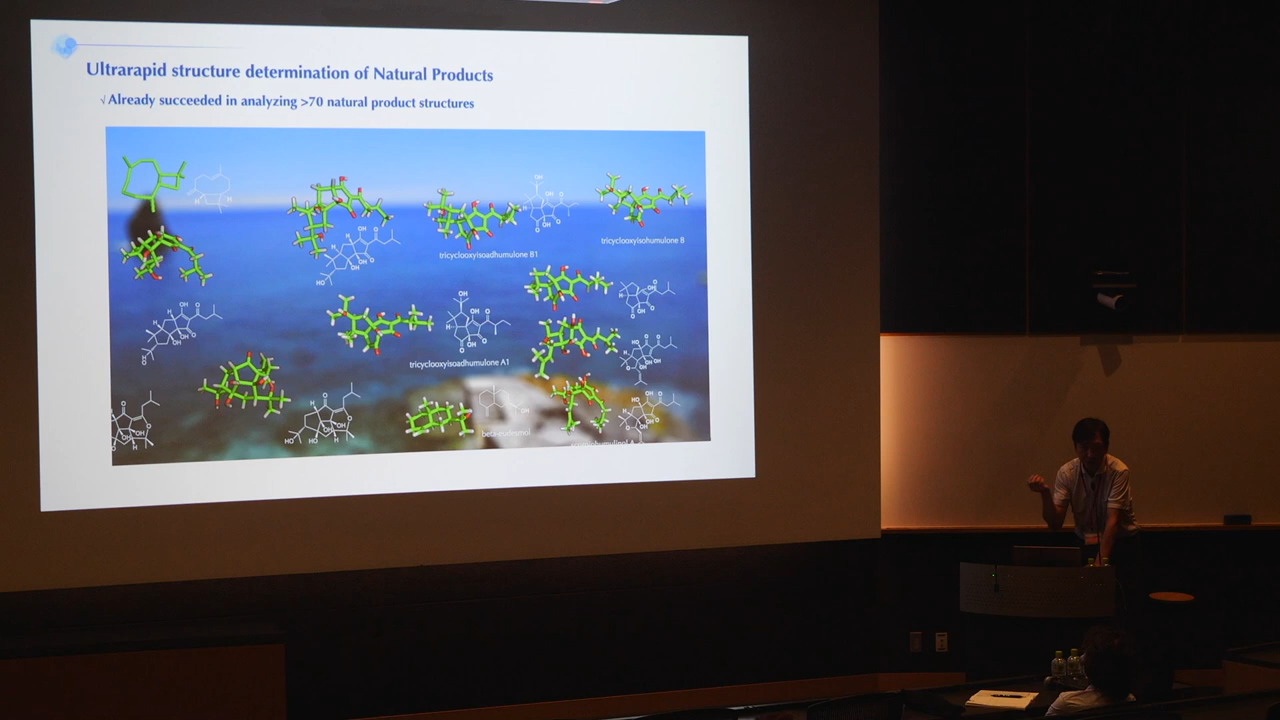 Ultrarapid structure determination of Natural Products
√ Already succeeded in analyzing >70 natural product structures
tricyclooxyisoadhumulone B1
tricyclooxyisohumulone B
tricyclooxyisoadhumulone A1
beta-eudesmol